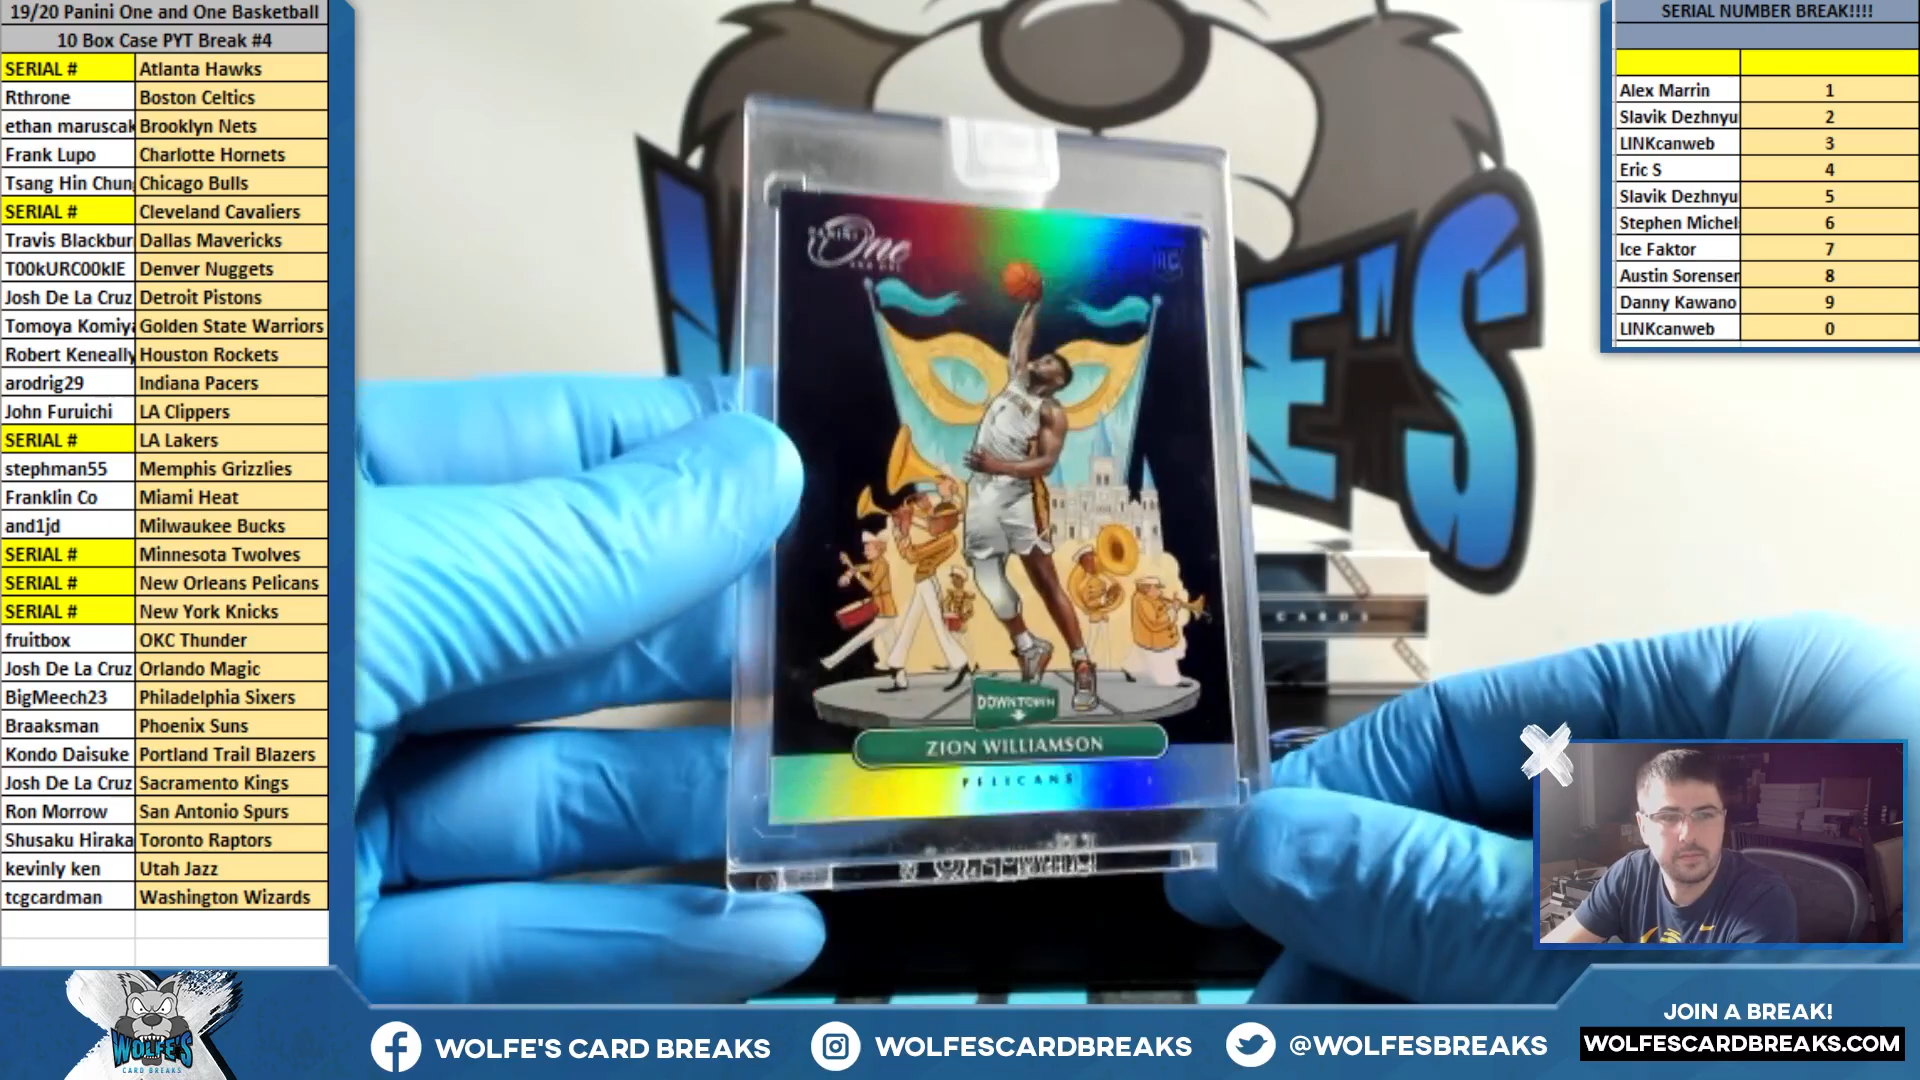 19/20 Panini One and One Basketball
10 Box Case PYT Break #4
SERIAL # Atlanta Hawks
Rthrone Boston Celtics
ethan maruscak Brooklyn Nets
Frank Lupo Charlotte Hornets
Tsang Hin Chun Chicago Bulls
SERIAL # Cleveland Cavaliers
Travis Blackbur Dallas Mavericks
T00kURC00kIE Denver Nuggets
Josh De La Cruz Detroit Pistons
Tomoya Komiya Golden State Warriors
Robert Keneally Houston Rockets
arodrig29 Indiana Pacers
John Furuichi LA Clippers
SERIAL # LA Lakers
stephman55 Memphis Grizzlies
Franklin Co Miami Heat
and1jd Milwaukee Bucks
SERIAL # Minnesota Twolves
SERIAL # New Orleans Pelicans
SERIAL # New York Knicks
fruitbox OKC Thunder
Josh De La Cruz Orlando Magic
BigMeech23 Philadelphia Sixers
Braaksman Phoenix Suns
Kondo Daisuke Portland Trail Blazers
Josh De La Cruz Sacramento Kings
Ron Morrow San Antonio Spurs
Shusaku Hiraka Toronto Raptors
kevinly ken Utah Jazz
tcgcardman Washington Wizards
PANINI
One
AND ONE
RC
DOWNTOWN
ZION WILLIAMSON
PELICANS
E'S
CARDS
SERIAL NUMBER BREAK!!!!
Alex Marrin 1
Slavik Dezhnyu 2
LINKcanweb 3
Eric S 4
Slavik Dezhnyu 5
Stephen Michel 6
Ice Faktor 7
Austin Sorensen 8
Danny Kawano 9
LINKcanweb 0
WOLFE'S
CARD BREAKS
WOLFE'S CARD BREAKS
WOLFESCARDBREAKS
@WOLFESBREAKS
JOIN A BREAK!
WOLFESCARDBREAKS.COM